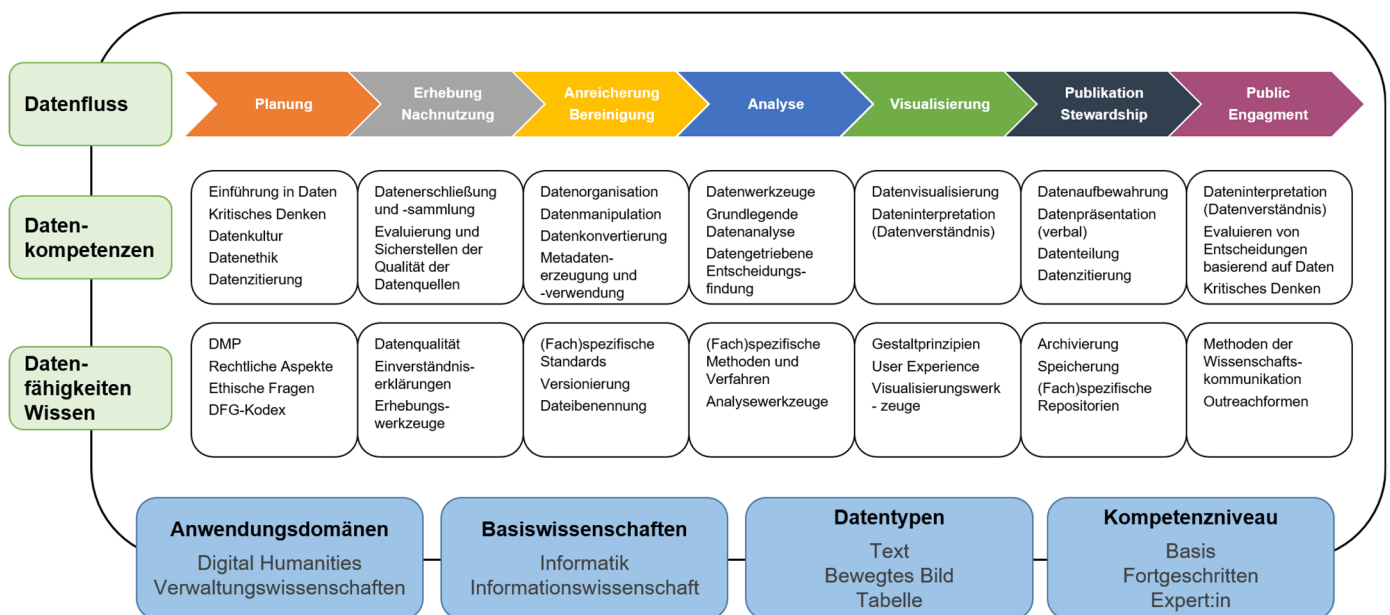 Datenfluss
Planung
Erhebung
Nachnutzung
Anreicherung
Bereinigung
Analyse
Visualisierung
Publikation
Stewardship
Public
Engagment
Daten-
kompetenzen
Einführung in Daten
Kritisches Denken
Datenkultur
Datenethik
Datenzitierung
Datenerschließung
und -sammlung
Evaluierung und
Sicherstellen der
Qualität der
Datenquellen
Datenorganisation
Datenmanipulation
Datenkonvertierung
Metadaten-
erzeugung und
-verwendung
Datenwerkzeuge
Grundlegende
Datenanalyse
Datengetriebene
Entscheidungs-
findung
Datenvisualisierung
Dateninterpretation
(Datenverständnis)
Datenaufbewahrung
Datenpräsentation
(verbal)
Datenteilung
Datenzitierung
Dateninterpretation
(Datenverständnis)
Evaluieren von
Entscheidungen
basierend auf Daten
Kritisches Denken
Daten-
fähigkeiten
Wissen
DMP
Rechtliche Aspekte
Ethische Fragen
DFG-Kodex
Datenqualität
Einverständnis-
erklärungen
Erhebungs-
werkzeuge
(Fach)spezifische
Standards
Versionierung
Dateibenennung
(Fach)spezifische
Methoden und
Verfahren
Analysewerkzeuge
Gestaltprinzipien
User Experience
Visualisierungswerk
- zeuge
Archivierung
Speicherung
(Fach)spezifische
Repositorien
Methoden der
Wissenschafts-
kommunikation
Outreachformen
Anwendungsdomänen
Digital Humanities
Verwaltungswissenschaften
Basiswissenschaften
Informatik
Informationswissenschaft
Datentypen
Text
Bewegtes Bild
Tabelle
Kompetenzniveau
Basis
Fortgeschritten
Expert:in